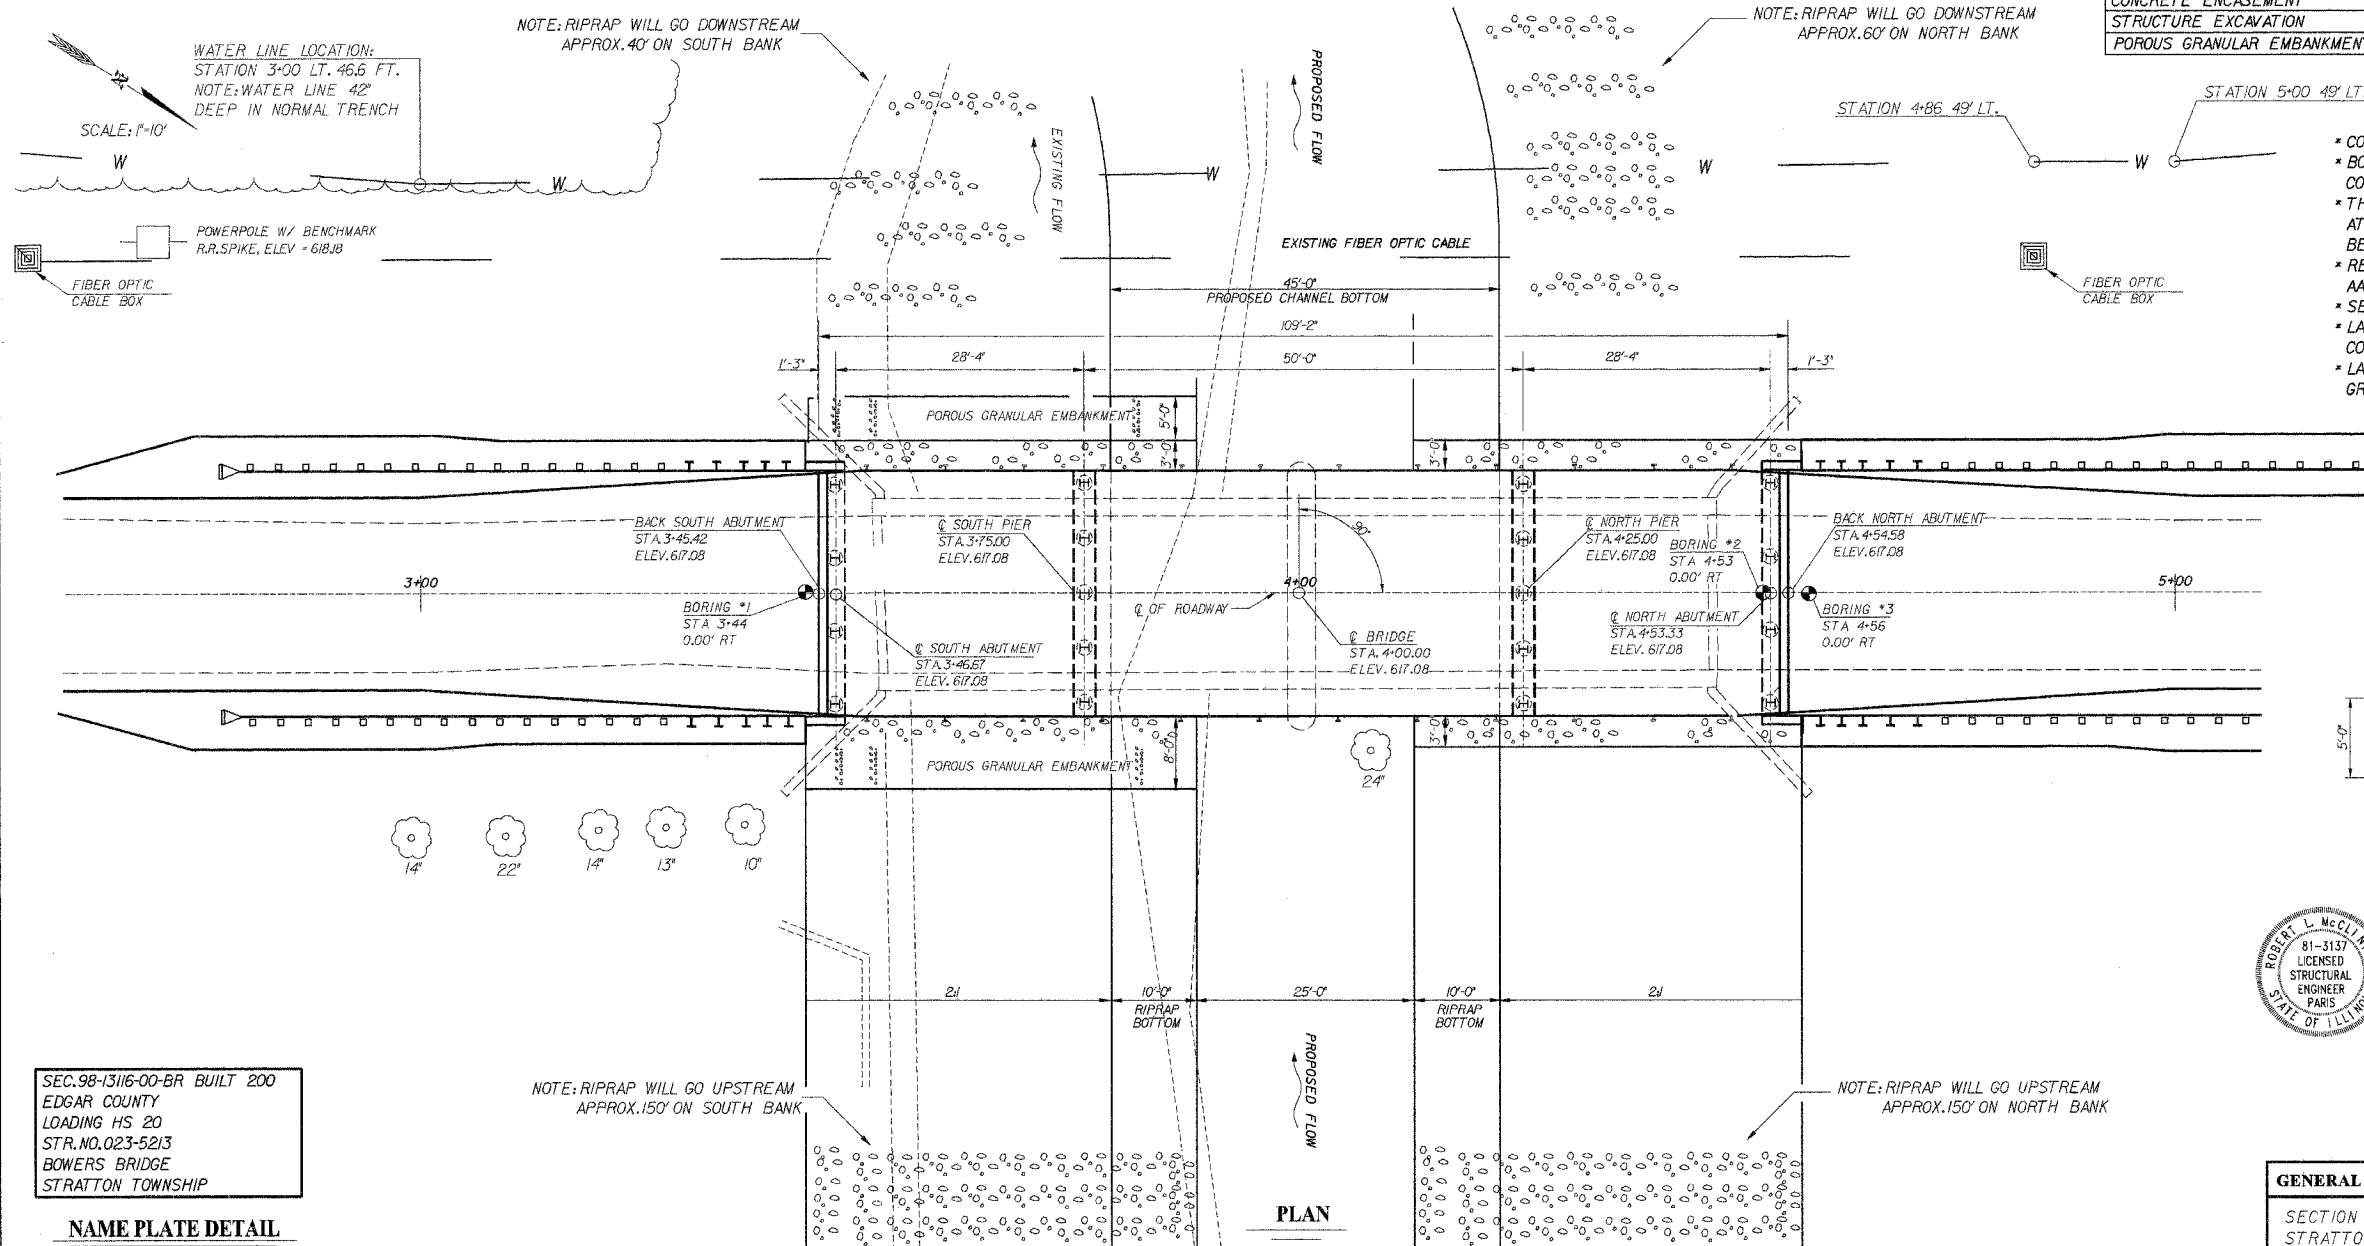 NOTE: RIPRAP WILL GO DOWNSTREAM
APPROX. 40' ON SOUTH BANK
NOTE: RIPRAP WILL GO DOWNSTREAM
APPROX. 60' ON NORTH BANK
CONCRETE ENCASEMENT
STRUCTURE EXCAVATION
POROUS GRANULAR EMBANKMENT
WATER LINE LOCATION:
STATION 3+00 LT. 46.6 FT.
NOTE: WATER LINE 42"
DEEP IN NORMAL TRENCH
N
SCALE: 1"=10'
STATION 4+86 49' LT.
STATION 5+00 49' LT.
W
W
W
W
W
PROPOSED FLOW
EXISTING FLOW
* CO
* BO
CO
* TH
AT
BE
* RE
AA
* SE
* LA
CO
* LA
GR
POWERPOLE W/ BENCHMARK
R.R. SPIKE, ELEV = 618.18
FIBER OPTIC
CABLE BOX
EXISTING FIBER OPTIC CABLE
FIBER OPTIC
CABLE BOX
45'-0"
PROPOSED CHANNEL BOTTOM
109'-2"
1'-3"
28'-4"
50'-0"
28'-4"
1'-3"
POROUS GRANULAR EMBANKMENT
5'-0"
3'-0"
3'-0"
BACK SOUTH ABUTMENT
STA. 3+45.42
ELEV. 617.08
℄ SOUTH PIER
STA. 3+75.00
ELEV. 617.08
90°
℄ NORTH PIER
STA. 4+25.00
ELEV. 617.08
BORING #2
STA 4+53
0.00' RT
BACK NORTH ABUTMENT
STA. 4+54.58
ELEV. 617.08
3+00
4+00
5+00
BORING #1
STA 3+44
0.00' RT
℄ OF ROADWAY
℄ SOUTH ABUTMENT
STA. 3+46.67
ELEV. 617.08
℄ BRIDGE
STA. 4+00.00
ELEV. 617.08
℄ NORTH ABUTMENT
STA. 4+53.33
ELEV. 617.08
BORING #3
STA 4+56
0.00' RT
POROUS GRANULAR EMBANKMENT
8'-0"
3'-0"
5'-0"
24"
14"
22"
14"
13"
10"
2:1
10'-0"
RIPRAP
BOTTOM
25'-0"
10'-0"
RIPRAP
BOTTOM
2:1
ROBERT L. McCLIN
81-3137
LICENSED
STRUCTURAL
ENGINEER
PARIS
STATE OF ILLINO
PROPOSED FLOW
NOTE: RIPRAP WILL GO UPSTREAM
APPROX. 150' ON SOUTH BANK
NOTE: RIPRAP WILL GO UPSTREAM
APPROX. 150' ON NORTH BANK
SEC. 98-13116-00-BR BUILT 200
EDGAR COUNTY
LOADING HS 20
STR. NO. 023-5213
BOWERS BRIDGE
STRATTON TOWNSHIP
NAME PLATE DETAIL
PLAN
GENERAL
SECTION
STRATTO